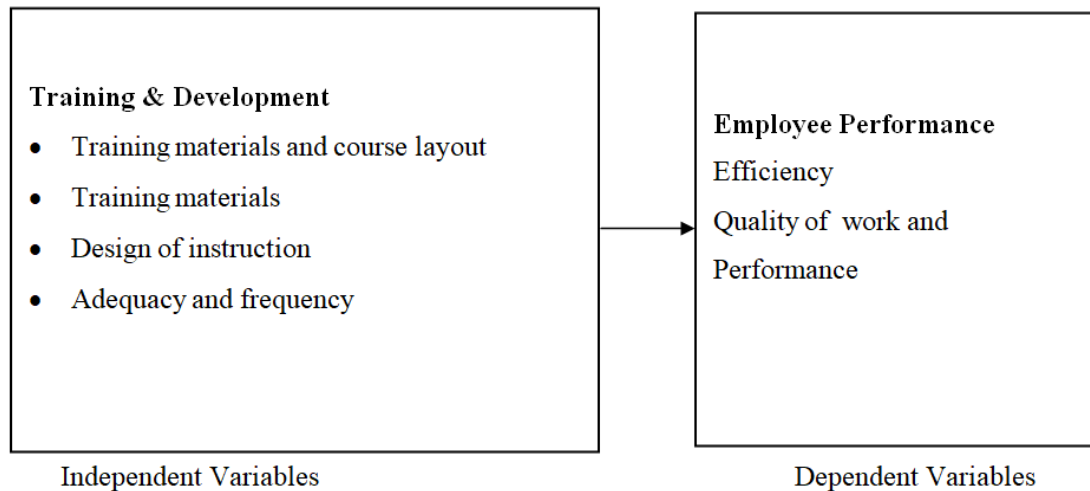 Training & Development
• Training materials and course layout
• Training materials
• Design of instruction
• Adequacy and frequency
Employee Performance
Efficiency
Quality of work and
Performance
Independent Variables
Dependent Variables